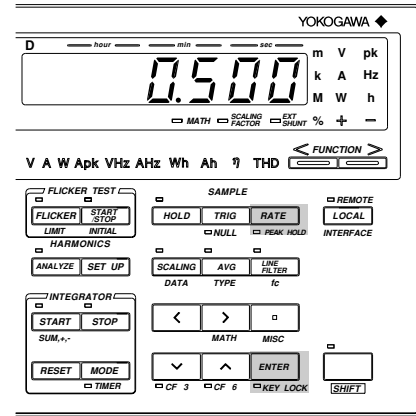 YOKOGAWA
D hour min sec m V pk
0.500
k A Hz
M W h
MATH SCALING FACTOR EXT SHUNT % + −
V A W Apk VHz AHz Wh Ah η THD < FUNCTION >
FLICKER TEST SAMPLE REMOTE
FLICKER START /STOP HOLD TRIG RATE LOCAL
LIMIT INITIAL NULL PEAK HOLD INTERFACE
HARMONICS
ANALYZE SET UP SCALING AVG LINE FILTER
DATA TYPE fc
INTEGRATOR
START STOP < > □
SUM,+,- MATH MISC
RESET MODE ∨ ∧ ENTER
TIMER CF 3 CF 6 KEY LOCK SHIFT